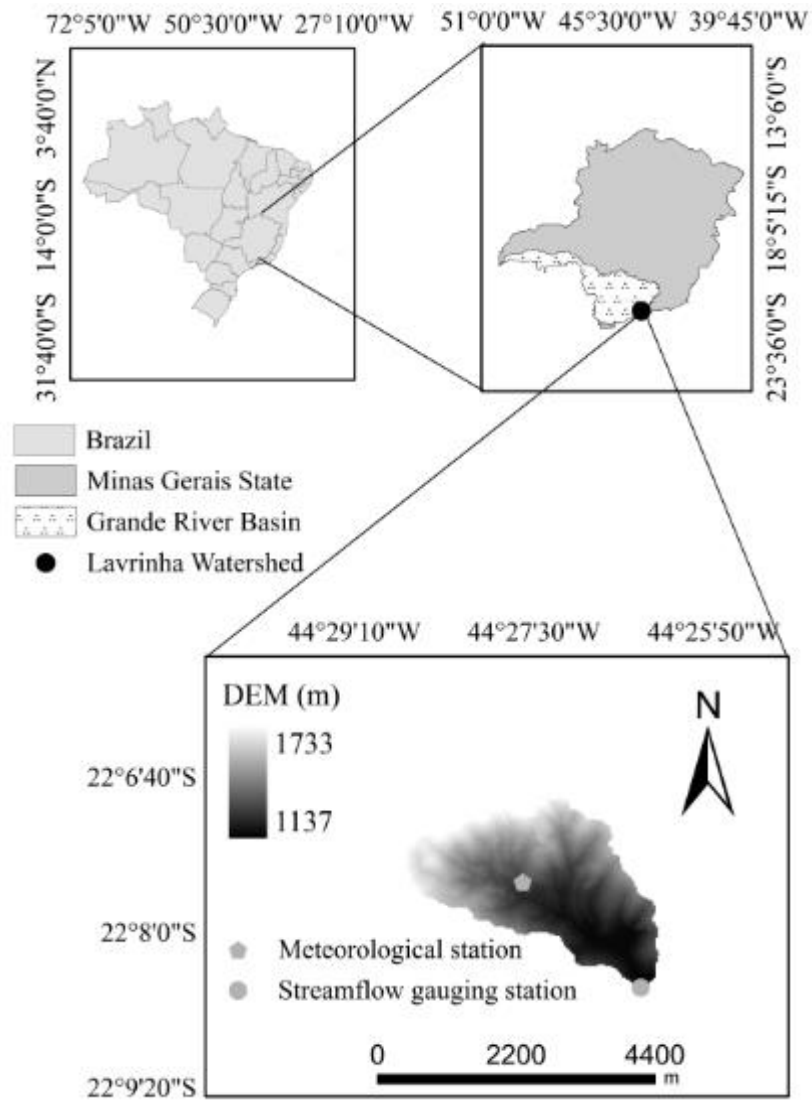 72°5'0"W 50°30'0"W 27°10'0"W
51°0'0"W 45°30'0"W 39°45'0"W
3°40'0"N
14°0'0"S
31°40'0"S
13°6'0"S
18°5'15"S
23°36'0"S
Brazil
Minas Gerais State
Grande River Basin
Lavrinha Watershed
44°29'10"W 44°27'30"W 44°25'50"W
DEM (m)
1733
1137
N
22°6'40"S
22°8'0"S
22°9'20"S
Meteorological station
Streamflow gauging station
0 2200 4400
m